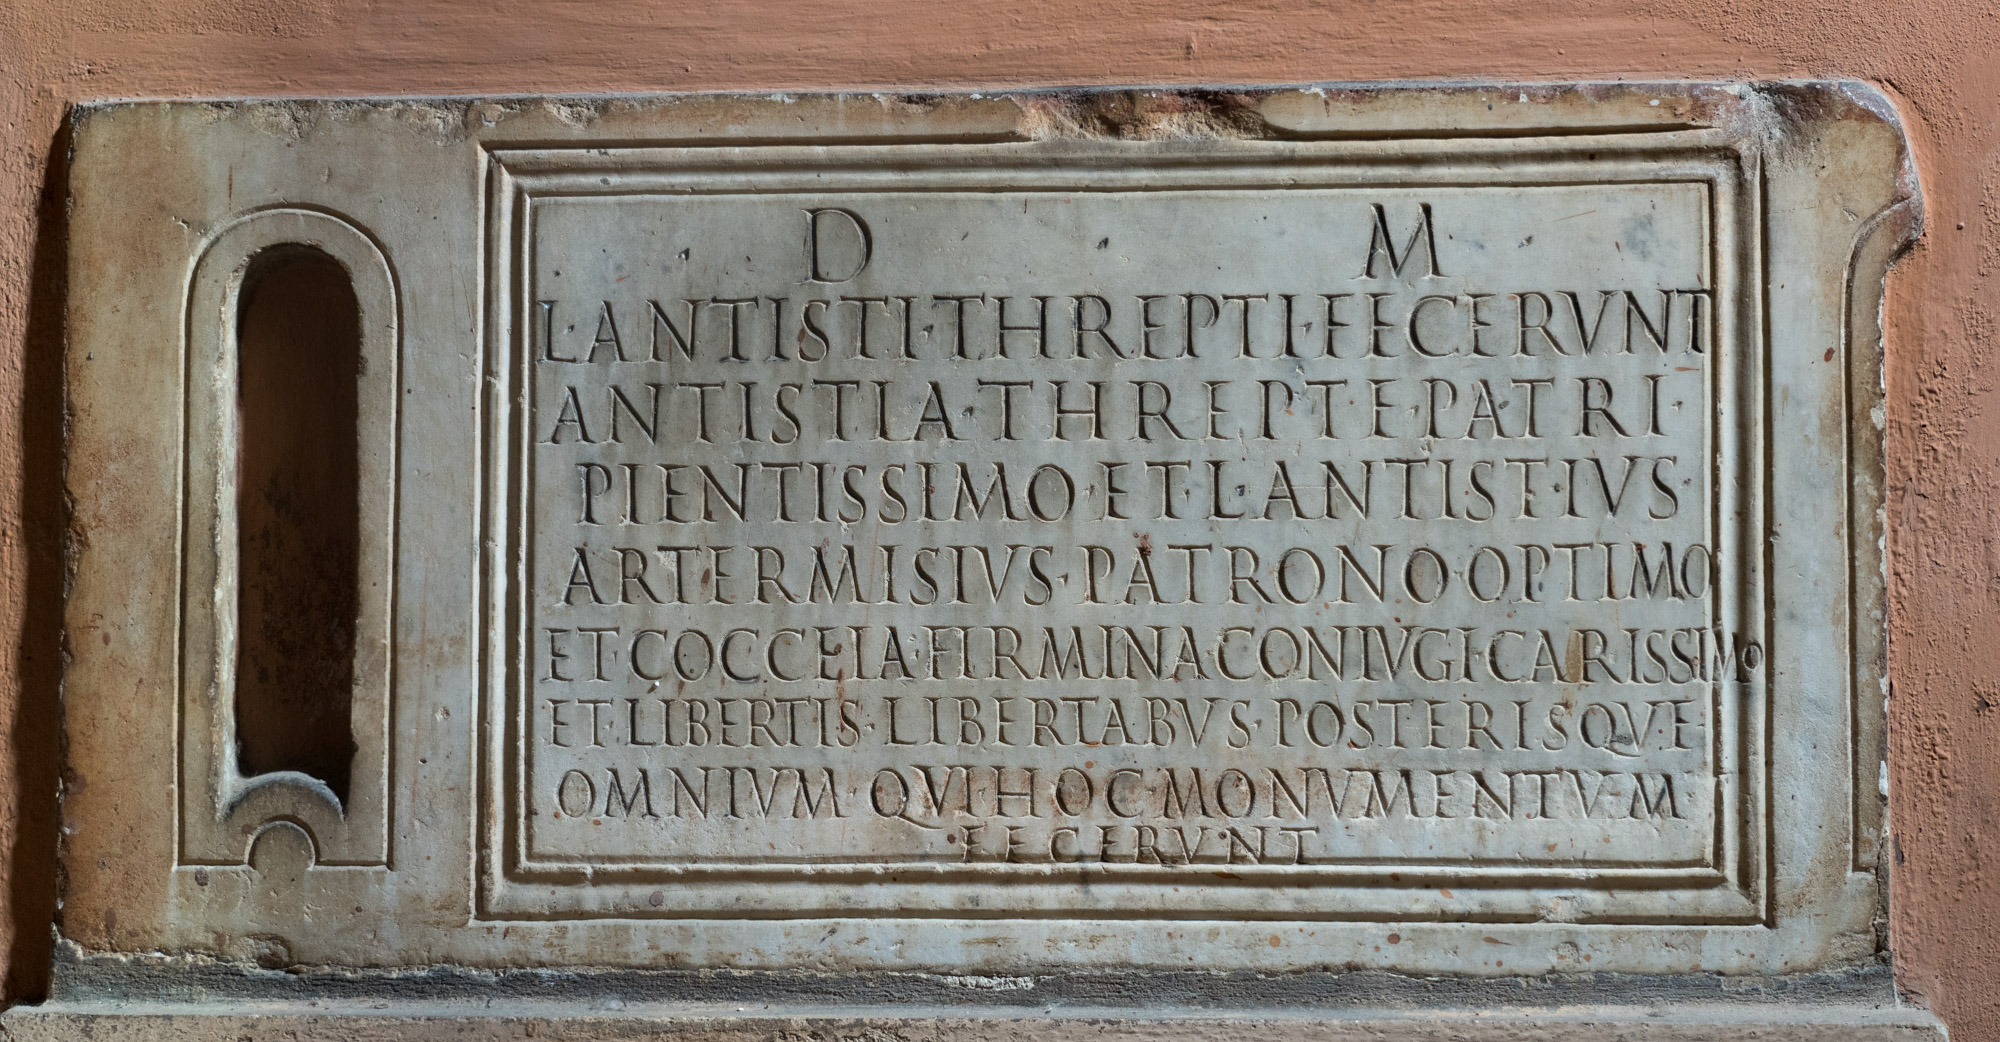 D M
L·ANTISTI·THREPTI·FECERVNT
ANTISTIA·THREPTE·PATRI·
PIENTISSIMO·ET·L·ANTISTIVS
ARTERMISIVS·PATRONO·OPTIMO
ET·COCCEIA·FIRMINA·CONIVGI·CARISSIMO
ET·LIBERTIS·LIBERTABVS·POSTERISQVE·
OMNIVM·QVI·HOC·MONVMENTVM
FECERVNT